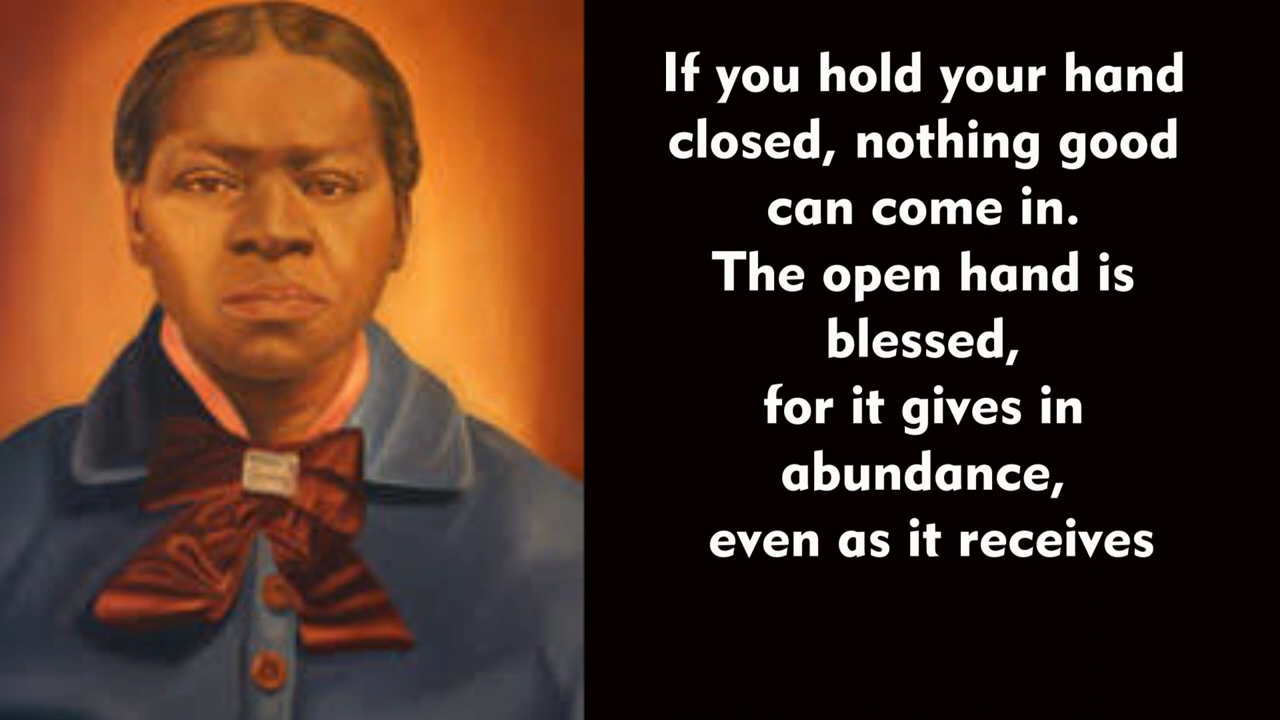 If you hold your hand
closed, nothing good
can come in.
The open hand is
blessed,
for it gives in
abundance,
even as it receives